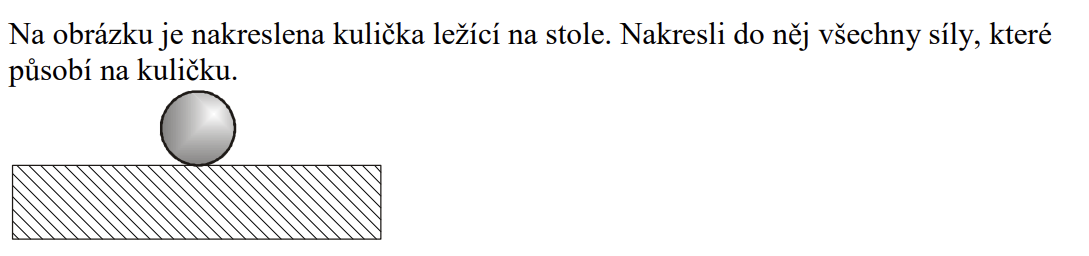 Na obrázku je nakreslena kulička ležící na stole. Nakresli do něj všechny síly, které
působí na kuličku.